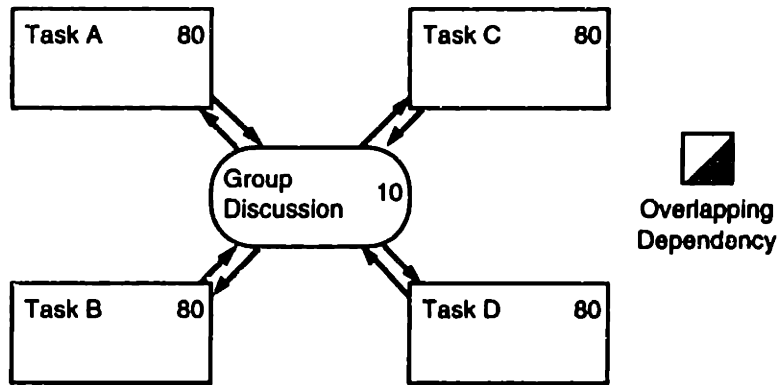 Task A 80
Task C 80
Group
Discussion 10
Overlapping
Dependency
Task B 80
Task D 80